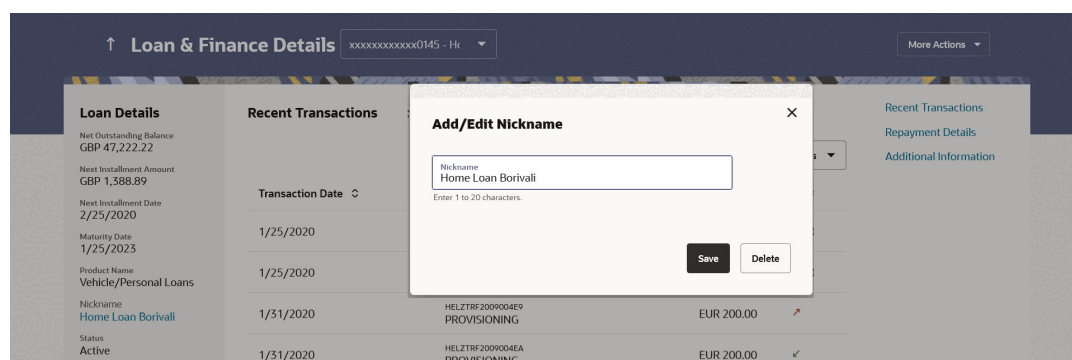 Loan & Finance Details
xxxxxxxxxxxx0145 - Ho
More Actions
Loan Details
Net Outstanding Balance
GBP 47,222.22
Next Installment Amount
GBP 1,388.89
Next Installment Date
2/25/2020
Maturity Date
1/25/2023
Product Name
Vehicle/Personal Loans
Nickname
Home Loan Borivali
Status
Active
Recent Transactions
Transaction Date
1/25/2020
1/25/2020
1/31/2020
HELZTRF2009004E9
PROVISIONING
EUR 200.00
1/31/2020
HELZTRF2009004EA
PROVISIONING
EUR 200.00
Add/Edit Nickname
Nickname
Home Loan Borivali
Enter 1 to 20 characters.
Save
Delete
Recent Transactions
Repayment Details
Additional Information